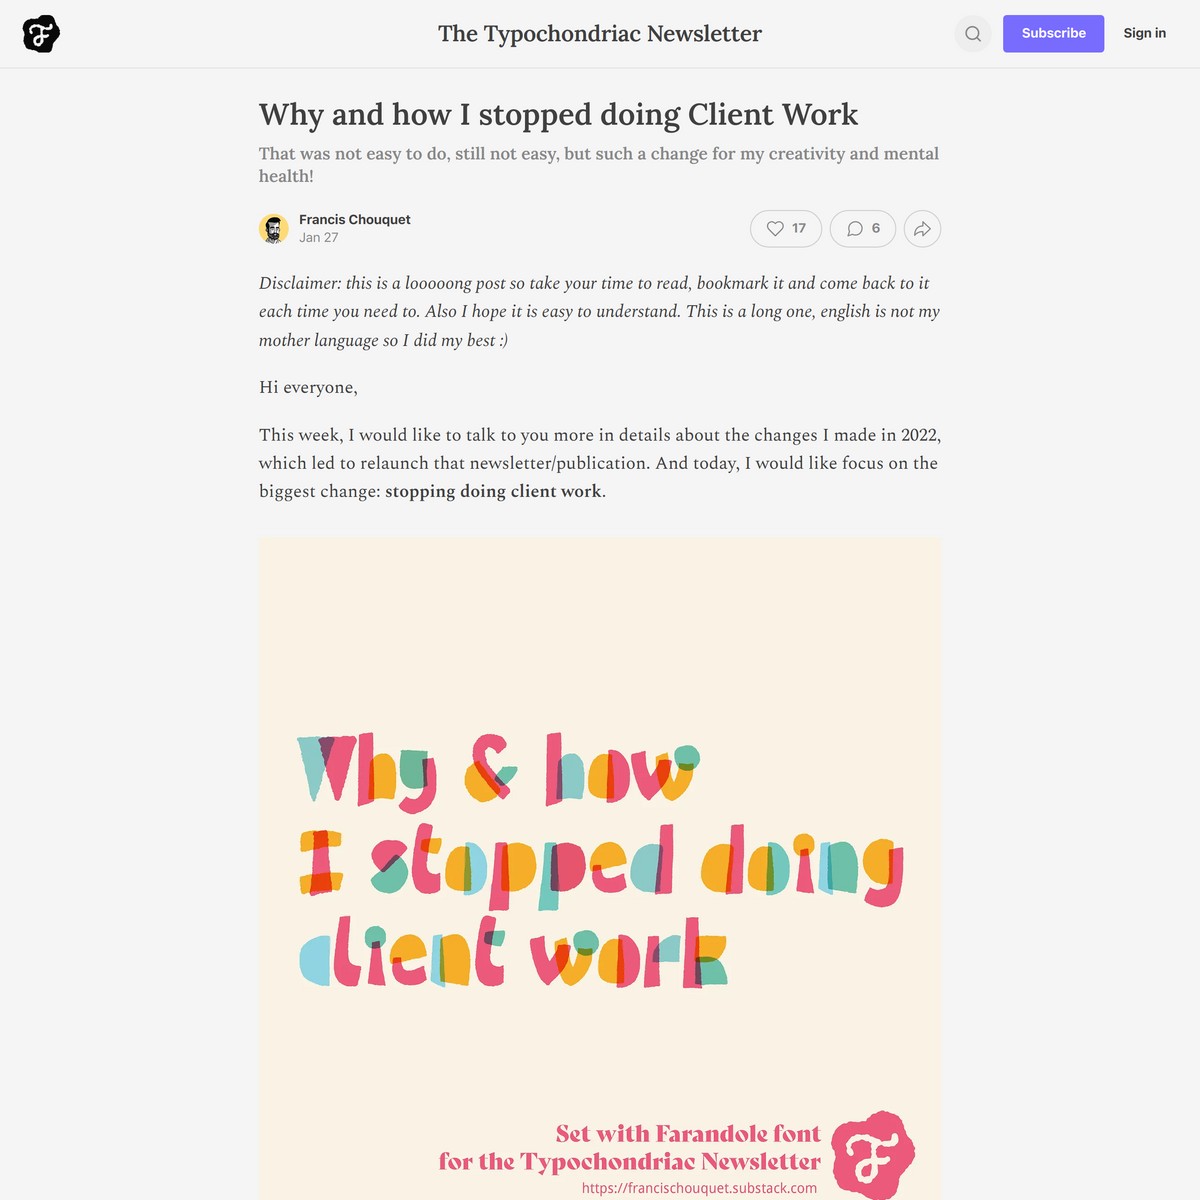 The Typochondriac Newsletter
Subscribe
Sign in
Why and how I stopped doing Client Work
That was not easy to do, still not easy, but such a change for my creativity and mental
health!
Francis Chouquet
Jan 27
17
6
Disclaimer: this is a looooong post so take your time to read, bookmark it and come back to it
each time you need to. Also I hope it is easy to understand. This is a long one, english is not my
mother language so I did my best :)
Hi everyone,
This week, I would like to talk to you more in details about the changes I made in 2022,
which led to relaunch that newsletter/publication. And today, I would like focus on the
biggest change: stopping doing client work.
Why & how
I stopped doing
client work
Set with Farandole font
for the Typochondriac Newsletter
https://francischouquet.substack.com